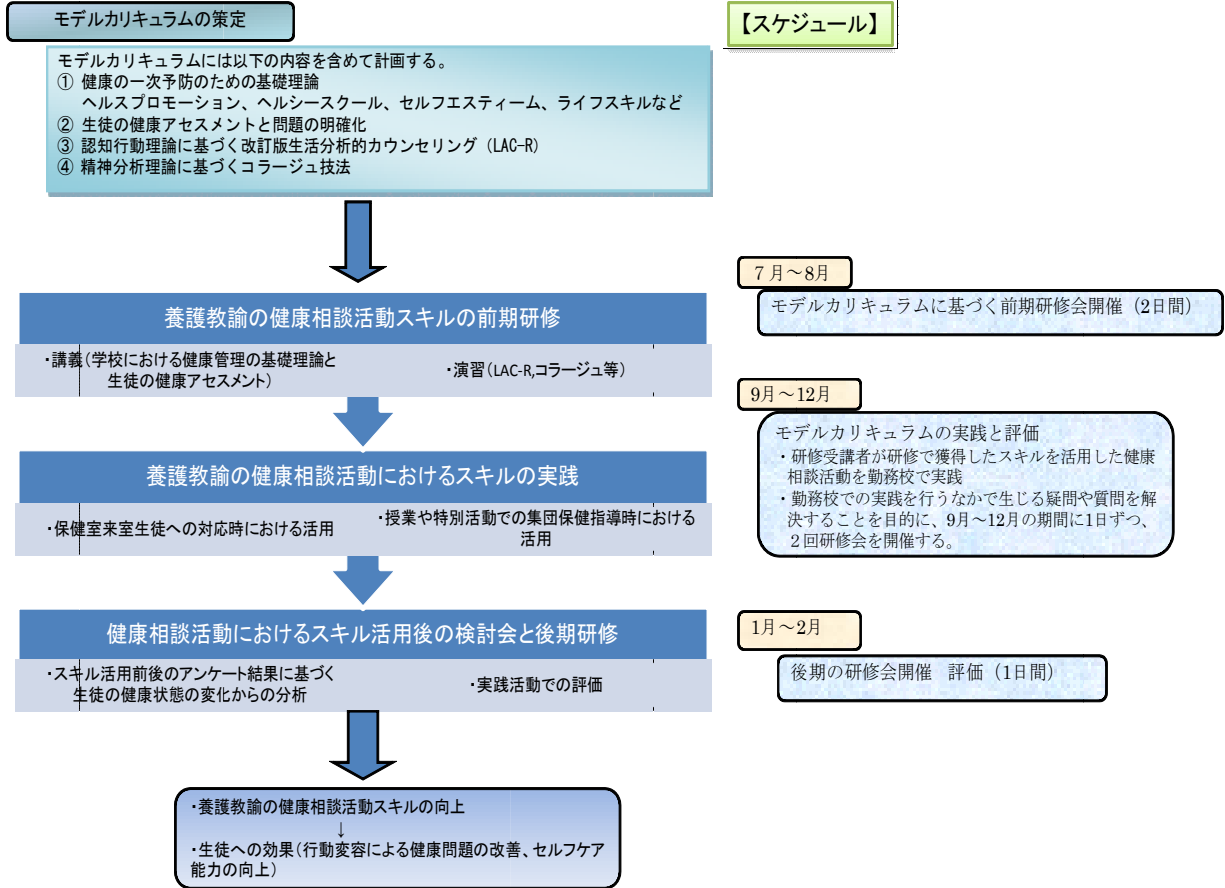 モデルカリキュラムの策定
【スケジュール】
モデルカリキュラムには以下の内容を含めて計画する。
① 健康の一次予防のための基礎理論
ヘルスプロモーション、ヘルシースクール、セルフエスティーム、ライフスキルなど
② 生徒の健康アセスメントと問題の明確化
③ 認知行動理論に基づく改訂版生活分析的カウンセリング（LAC-R）
④ 精神分析理論に基づくコラージュ技法
養護教諭の健康相談活動スキルの前期研修
・講義(学校における健康管理の基礎理論と
生徒の健康アセスメント)
・演習(LAC-R,コラージュ等)
7月～8月
モデルカリキュラムに基づく前期研修会開催（2日間）
養護教諭の健康相談活動におけるスキルの実践
・保健室来室生徒への対応時における活用
・授業や特別活動での集団保健指導時における
活用
9月～12月
モデルカリキュラムの実践と評価
・研修受講者が研修で獲得したスキルを活用した健康
相談活動を勤務校で実践
・勤務校での実践を行うなかで生じる疑問や質問を解
決することを目的に、9月～12月の期間に1日ずつ、
２回研修会を開催する。
健康相談活動におけるスキル活用後の検討会と後期研修
・スキル活用前後のアンケート結果に基づく
生徒の健康状態の変化からの分析
・実践活動での評価
1月～2月
後期の研修会開催　評価（1日間）
・養護教諭の健康相談活動スキルの向上
↓
・生徒への効果(行動変容による健康問題の改善、セルフケア
能力の向上)